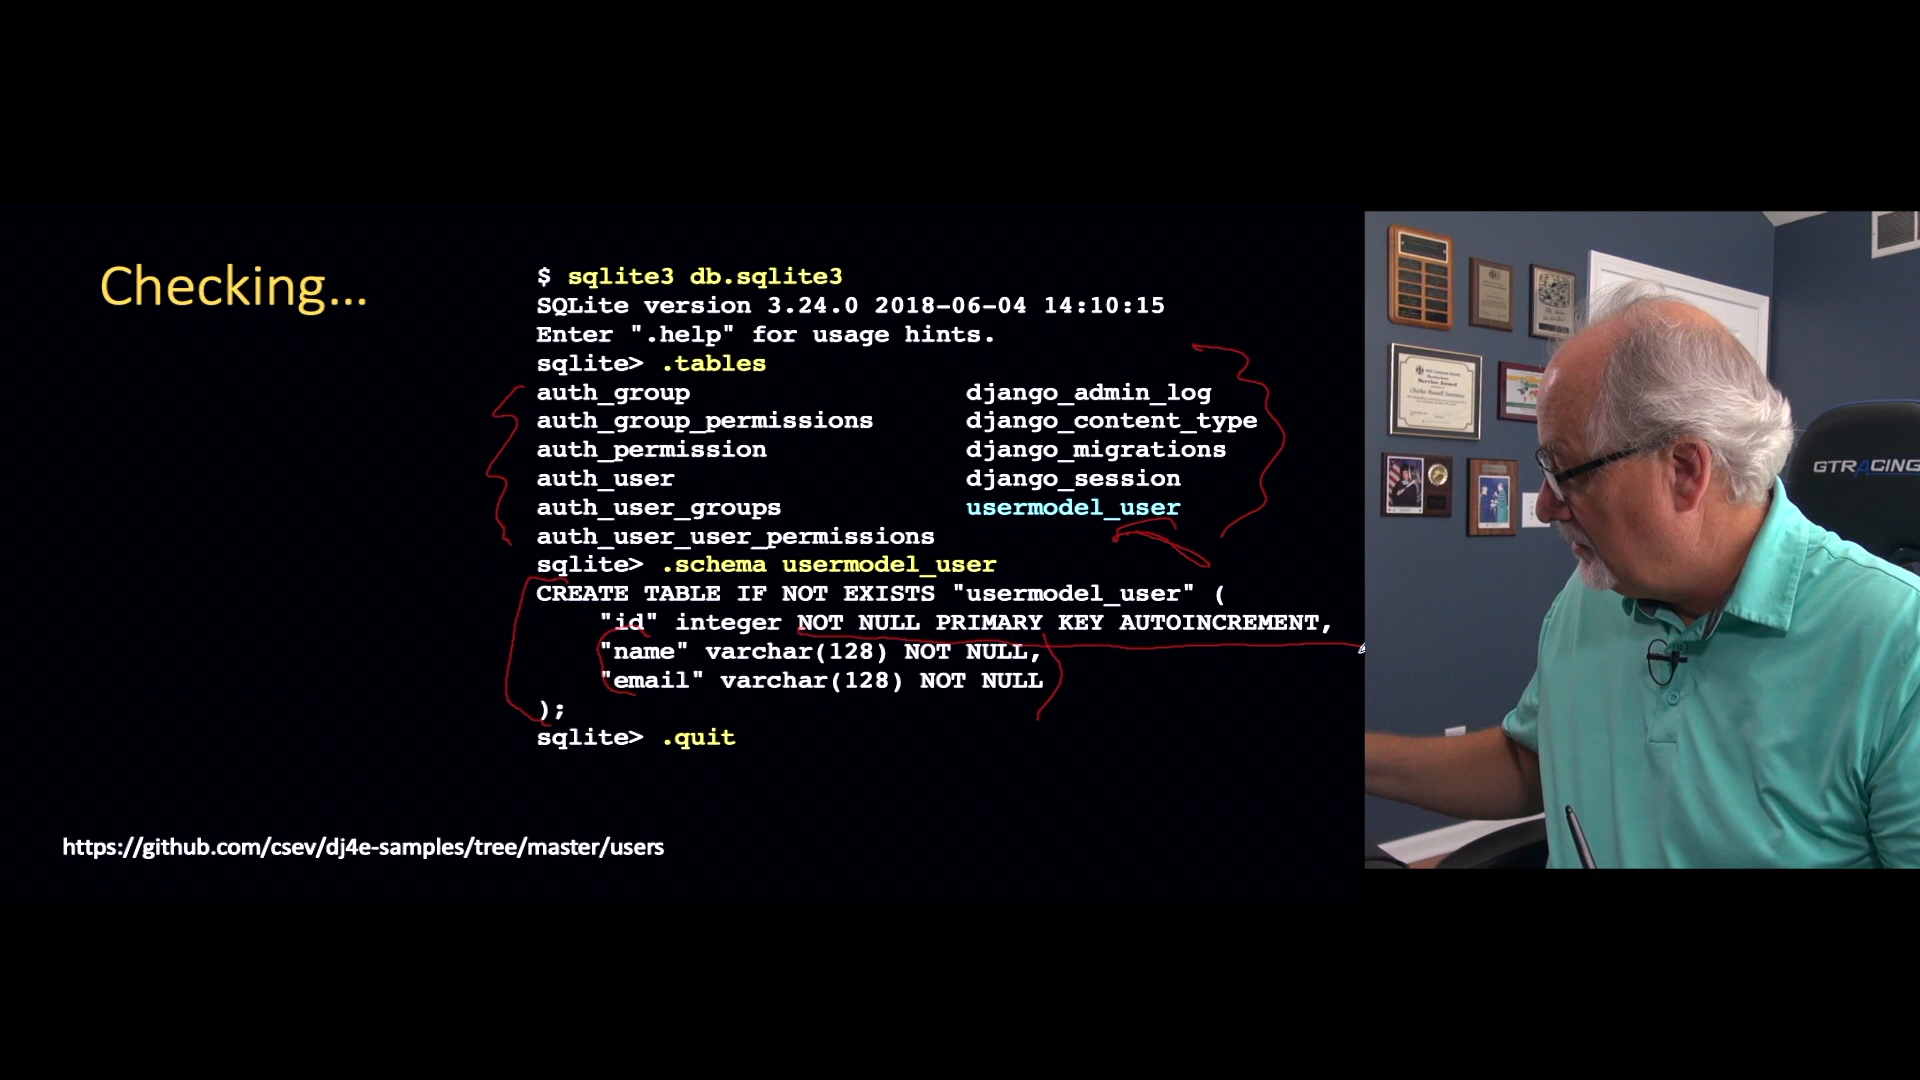 Checking...
$ sqlite3 db.sqlite3
SQLite version 3.24.0 2018-06-04 14:10:15
Enter ".help" for usage hints.
sqlite> .tables
auth_group django_admin_log
auth_group_permissions django_content_type
auth_permission django_migrations
auth_user django_session
auth_user_groups usermodel_user
auth_user_user_permissions
sqlite> .schema usermodel_user
CREATE TABLE IF NOT EXISTS "usermodel_user" (
"id" integer NOT NULL PRIMARY KEY AUTOINCREMENT,
"name" varchar(128) NOT NULL,
"email" varchar(128) NOT NULL
);
sqlite> .quit
https://github.com/csev/dj4e-samples/tree/master/users
GTRACING